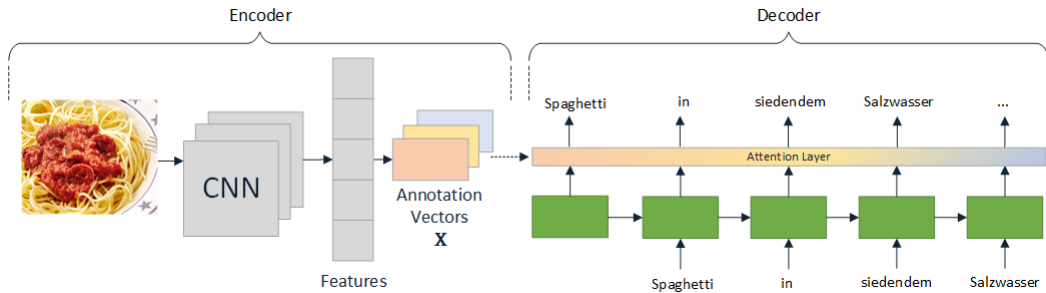 Encoder
Decoder
CNN
Features
Annotation
Vectors
X
Spaghetti
in
siedendem
Salzwasser
...
Attention Layer
Spaghetti
in
siedendem
Salzwasser